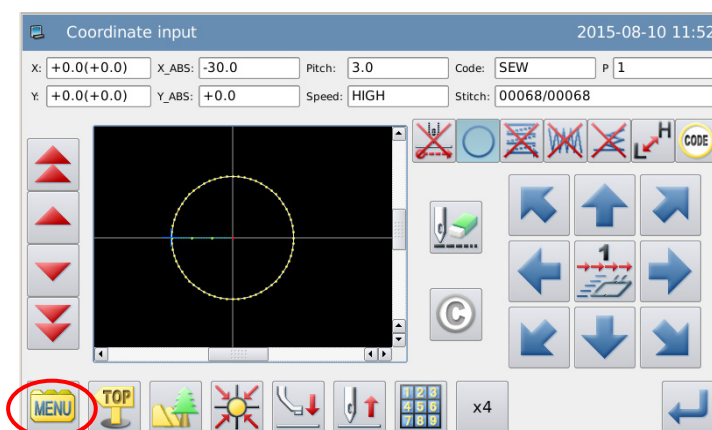 Coordinate input 2015-08-10 11:52
X: +0.0(+0.0) X_ABS: -30.0 Pitch: 3.0 Code: SEW P 1
Y: +0.0(+0.0) Y_ABS: +0.0 Speed: HIGH Stitch: 00068/00068
L H CODE
1
C
MENU TOP 1 2 3 x4
4 5 6
7 8 9